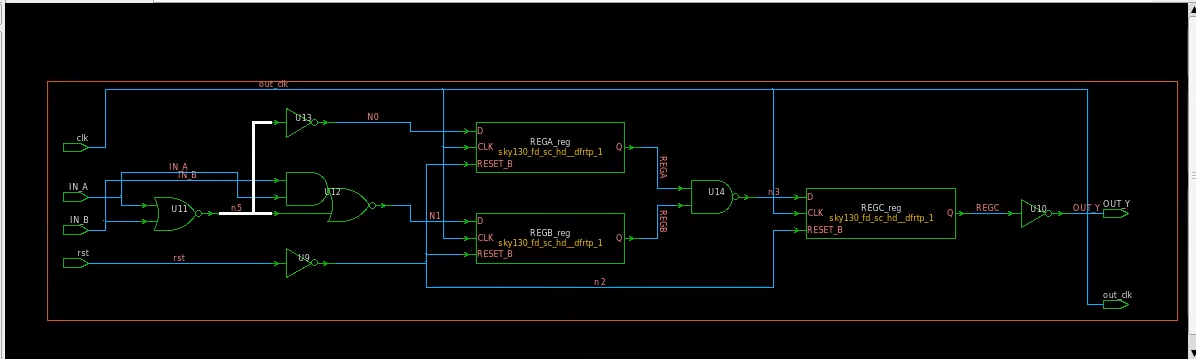 out_clk
U13
N0
clk
D
REGA_reg
CLK
sky130_fd_sc_hd__dfrtp_1
Q
RESET_B
REGA
IN_A
IN_B
IN_A
U12
U14
n3
U11
n5
D
REGC_reg
IN_B
N1
D
REGB_reg
REGB
CLK
sky130_fd_sc_hd__dfrtp_1
Q
REGC
U10
OUT_Y
OUT_Y
CLK
sky130_fd_sc_hd__dfrtp_1
Q
RESET_B
RESET_B
rst
rst
U9
n2
out_clk